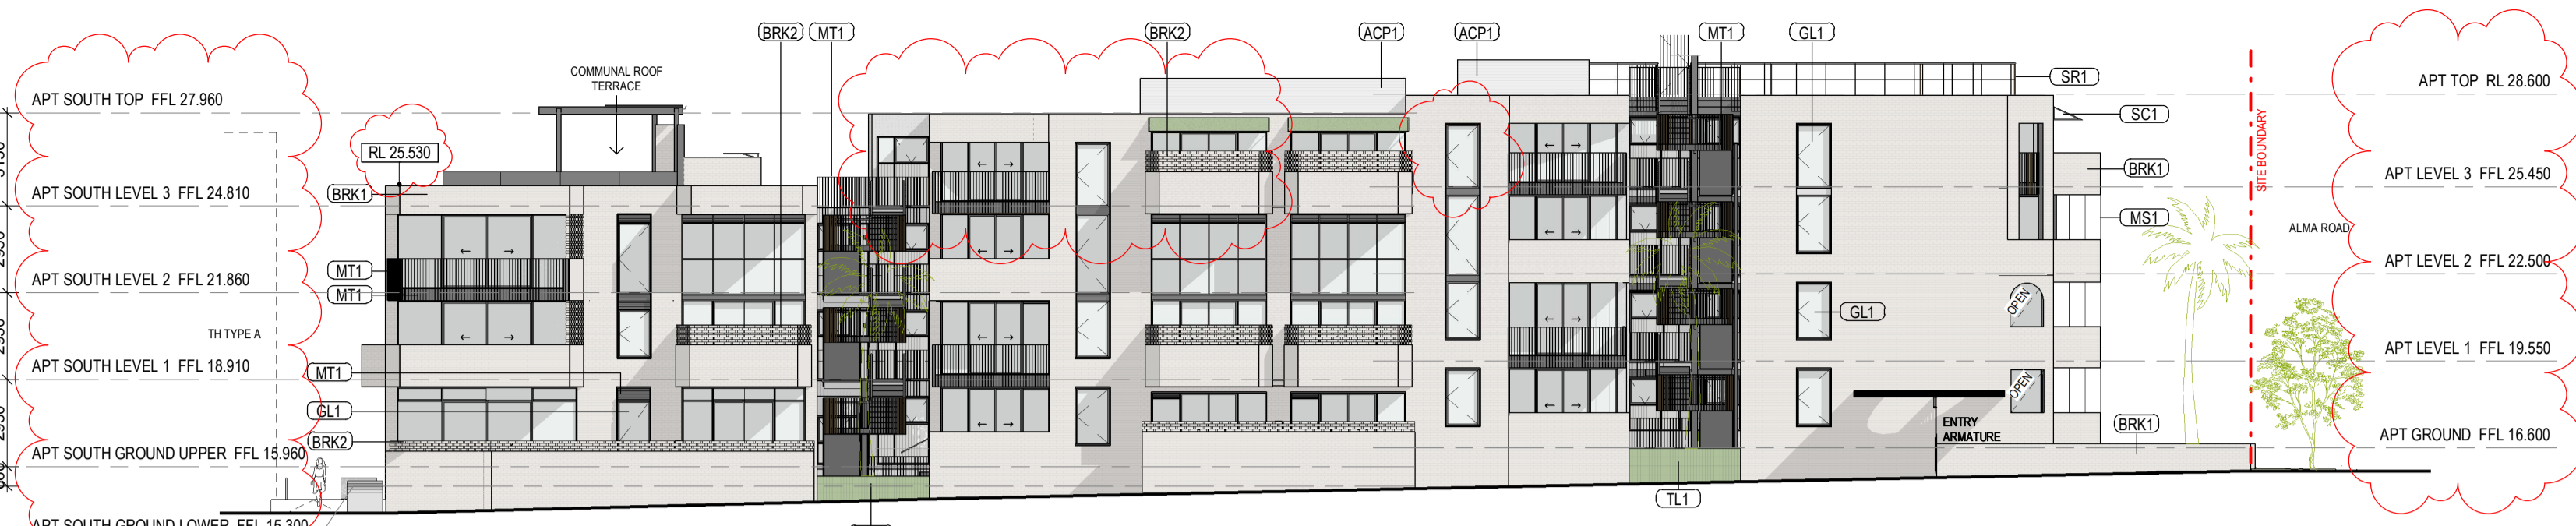 BRK2
MT1
BRK2
ACP1
ACP1
MT1
GL1
COMMUNAL ROOF
TERRACE
SR1
APT SOUTH TOP FFL 27.960
APT TOP RL 28.600
SC1
RL 25.530
SITE BOUNDARY
BRK1
APT SOUTH LEVEL 3 FFL 24.810
BRK1
APT LEVEL 3 FFL 25.450
MS1
ALMA ROAD
MT1
APT SOUTH LEVEL 2 FFL 21.860
MT1
APT LEVEL 2 FFL 22.500
OPEN
GL1
TH TYPE A
APT SOUTH LEVEL 1 FFL 18.910
MT1
APT LEVEL 1 FFL 19.550
OPEN
GL1
ENTRY
ARMATURE
BRK1
BRK2
APT GROUND FFL 16.600
APT SOUTH GROUND UPPER FFL 15.960
TL1
APT SOUTH GROUND LOWER FFL 15.300